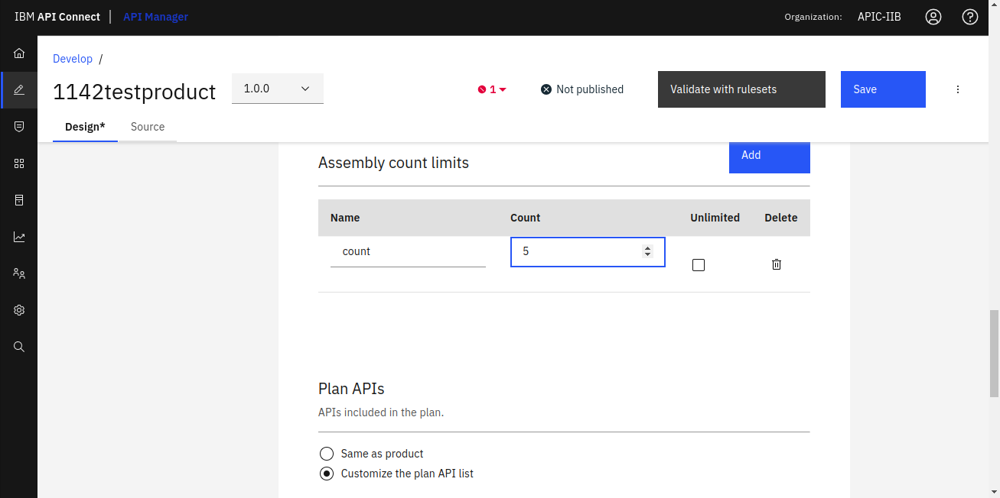 IBM API Connect | API Manager
Organization: APIC-IIB
Develop /
1142testproduct
1.0.0
1
Not published
Validate with rulesets
Save
Design* Source
Assembly count limits
Add
Name Count Unlimited Delete
count 5
Plan APIs
APIs included in the plan.
Same as product
Customize the plan API list